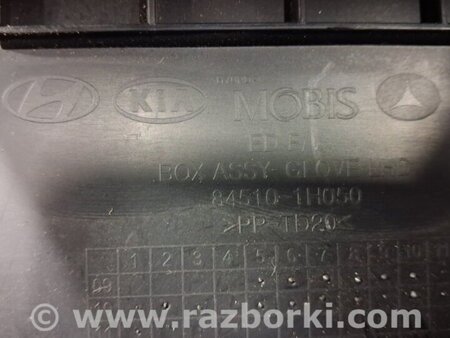 KIA MOBIS
BOX ASSY-GLOVE
84510-1H050
>PP-TD20<
1 2 3 4 5 6 7 8 9 10 11
www.razborki.com